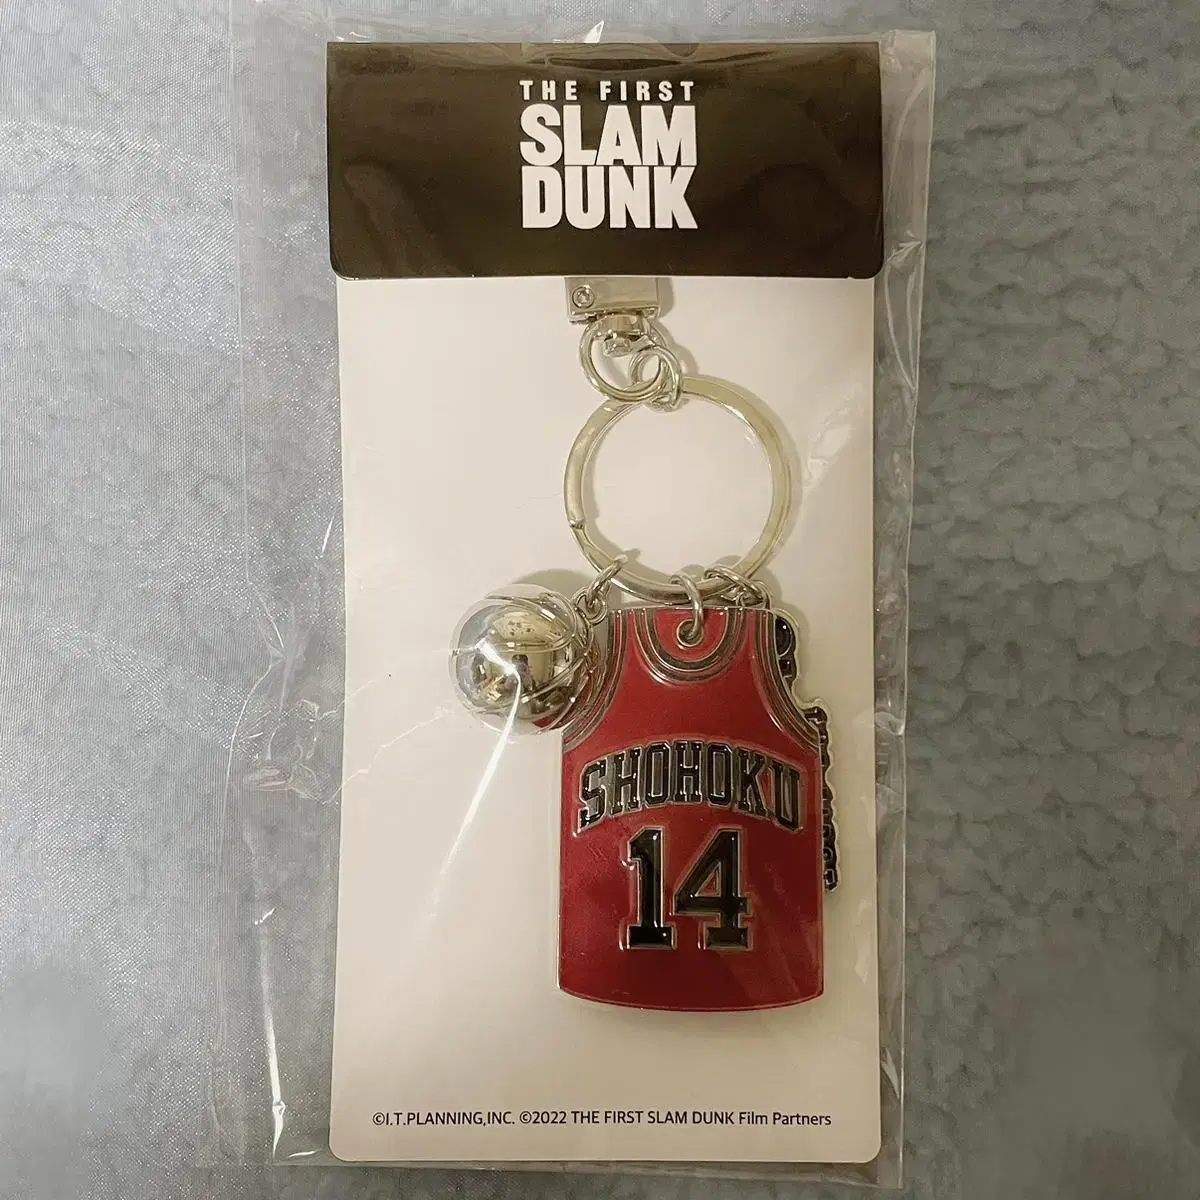 THE FIRST
SLAM
DUNK
SHOHOKU
14
©I.T.PLANNING,INC. ©2022 THE FIRST SLAM DUNK Film Partners